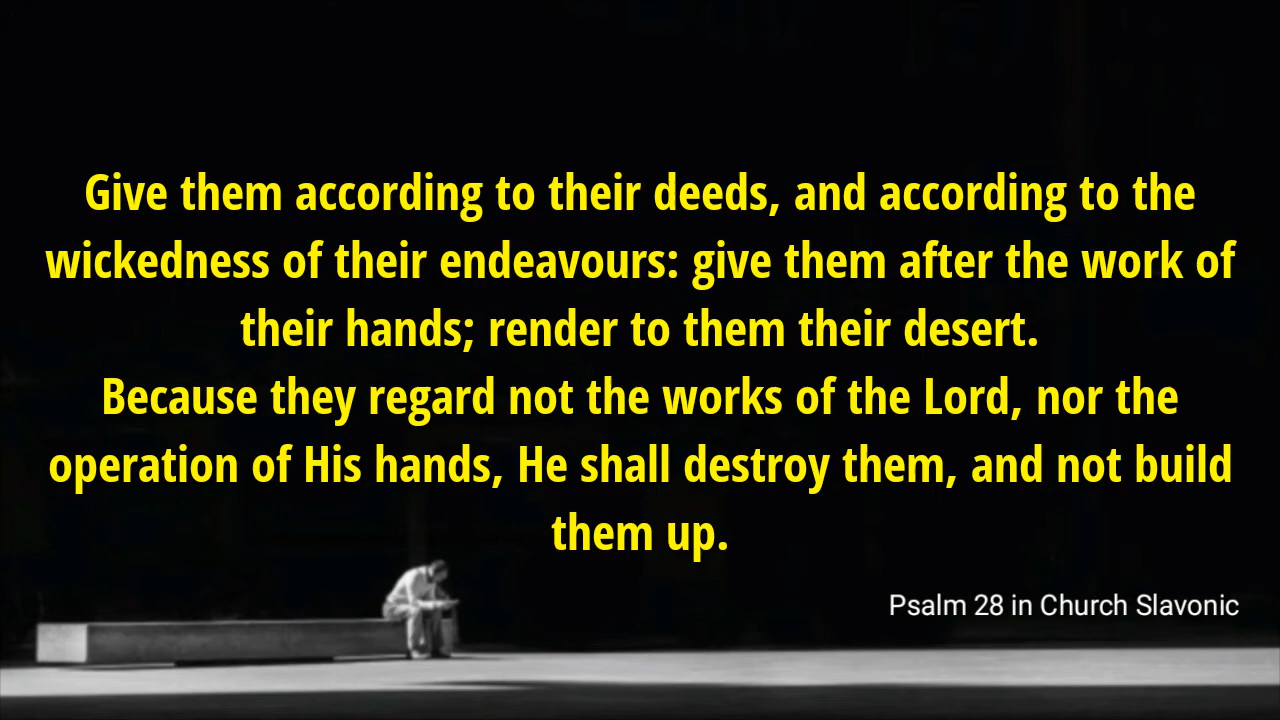 Give them according to their deeds, and according to the
wickedness of their endeavours: give them after the work of
their hands; render to them their desert.
Because they regard not the works of the Lord, nor the
operation of His hands, He shall destroy them, and not build
them up.
Psalm 28 in Church Slavonic